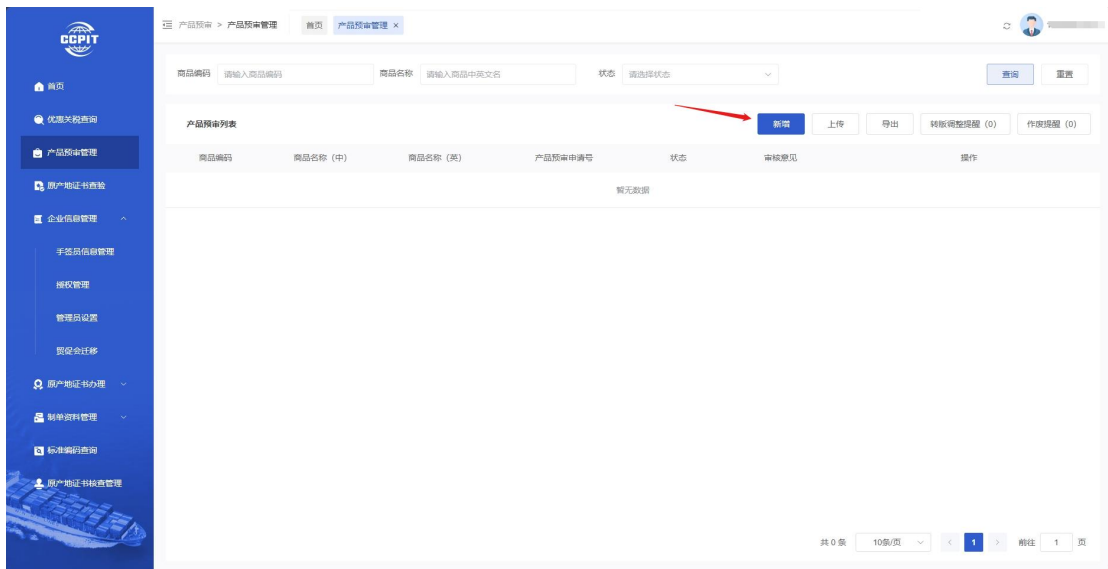 CCPIT
产品预审 > 产品预审管理 首页 产品预审管理 ×
首页
优惠关税查询
产品预审管理
原产地证书查验
企业信息管理
手签员信息管理
授权管理
管理员设置
贸促会迁移
原产地证书办理
制单资料管理
标准编码查询
原产地证书核查管理
商品编码 请输入商品编码 商品名称 请输入商品中英文名 状态 请选择状态 查询 重置
产品预审列表 新增 上传 导出 转版调整提醒 (0) 作废提醒 (0)
商品编码 商品名称 (中) 商品名称 (英) 产品预审申请号 状态 审核意见 操作
暂无数据
共 0 条 10条/页 < 1 > 前往 1 页